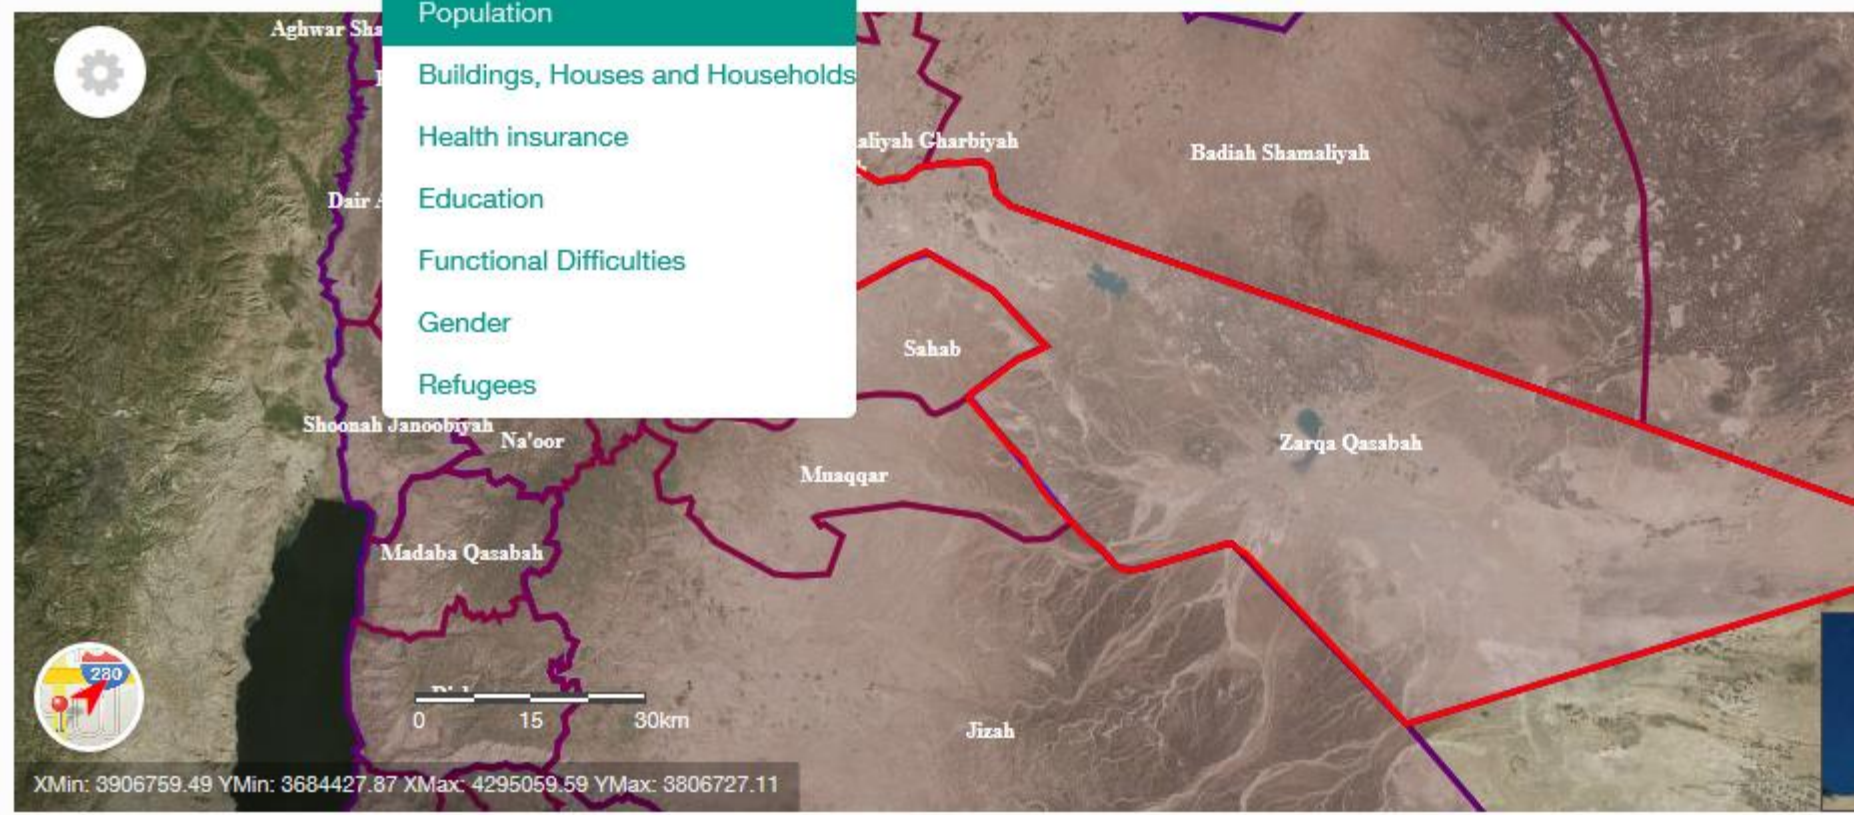 Population
Buildings, Houses and Households
Health insurance
Education
Functional Difficulties
Gender
Refugees
Aghwar
Dair
aliyah Gharbiyah
Badiah Shamaliyah
Sahab
Shoonah Janoobiyah
Na'oor
Zarqa Qasabah
Muaqqar
Madaba Qasabah
Jizah
280
0 15 30km
XMin: 3906759.49 YMin: 3684427.87 XMax: 4295059.59 YMax: 3806727.11